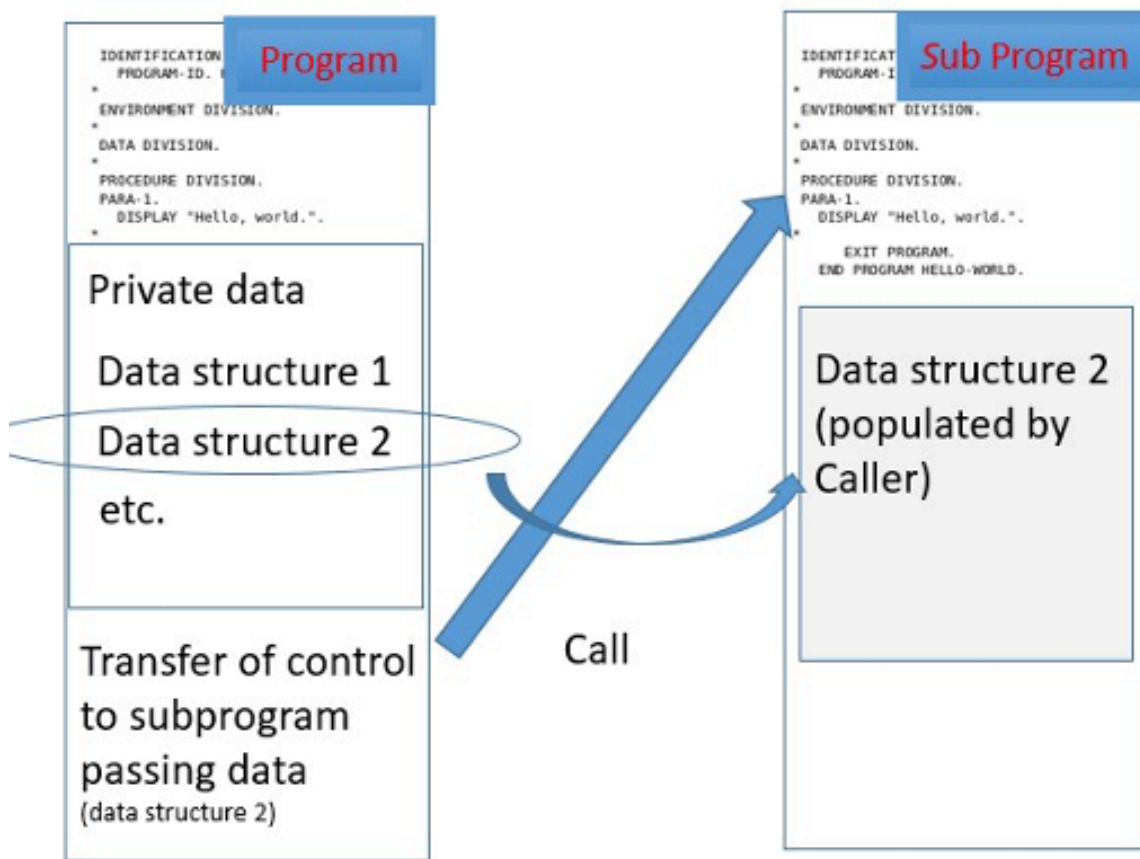 Program
IDENTIFICATION
PROGRAM-ID.
*
ENVIRONMENT DIVISION.
*
DATA DIVISION.
*
PROCEDURE DIVISION.
PARA-1.
DISPLAY "Hello, world.".
*
Private data
Data structure 1
Data structure 2
etc.
Transfer of control
to subprogram
passing data
(data structure 2)
Call
Sub Program
IDENTIFICAT
PROGRAM-I
*
ENVIRONMENT DIVISION.
*
DATA DIVISION.
*
PROCEDURE DIVISION.
PARA-1.
DISPLAY "Hello, world.".
*
EXIT PROGRAM.
END PROGRAM HELLO-WORLD.
Data structure 2
(populated by
Caller)